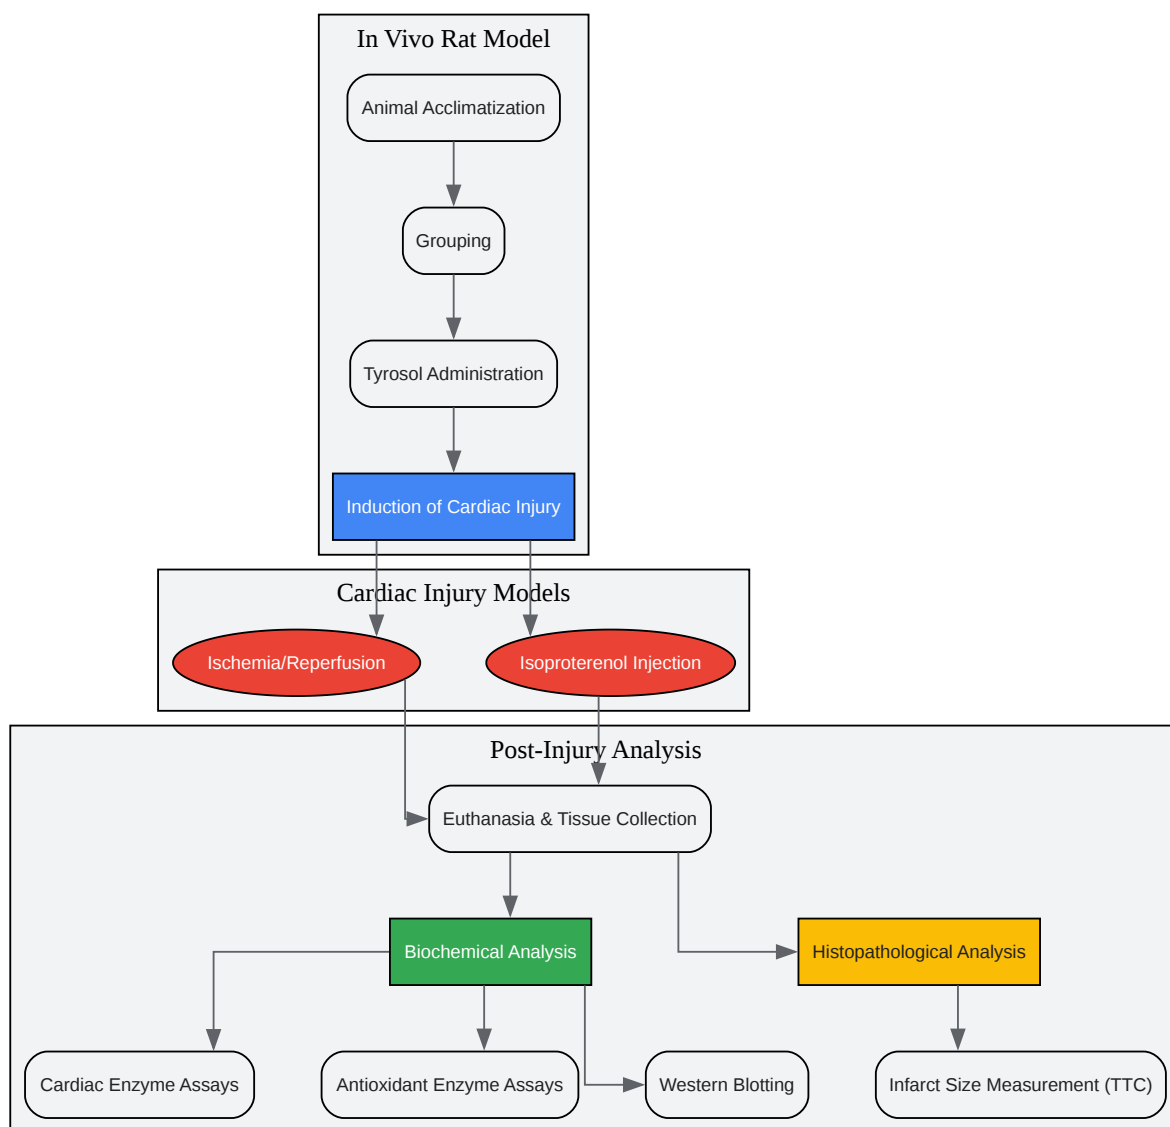 In Vivo Rat Model
Animal Acclimatization
Grouping
Tyrosol Administration
Induction of Cardiac Injury
Cardiac Injury Models
Ischemia/Reperfusion
Isoproterenol Injection
Post-Injury Analysis
Euthanasia & Tissue Collection
Biochemical Analysis
Histopathological Analysis
Cardiac Enzyme Assays
Antioxidant Enzyme Assays
Western Blotting
Infarct Size Measurement (TTC)